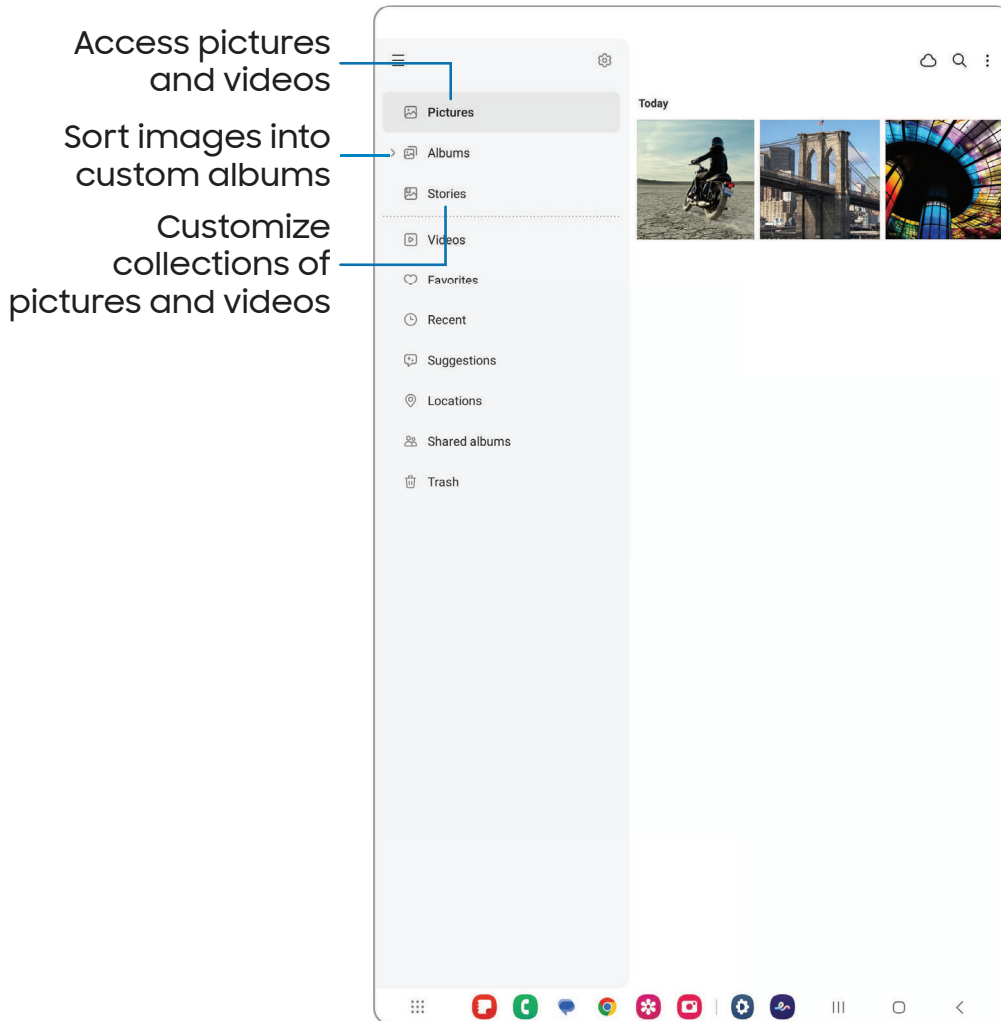 Access pictures
and videos
Sort images into
custom albums
Customize
collections of
pictures and videos
Pictures
Albums
Stories
Videos
Favorites
Recent
Suggestions
Locations
Shared albums
Trash
Today